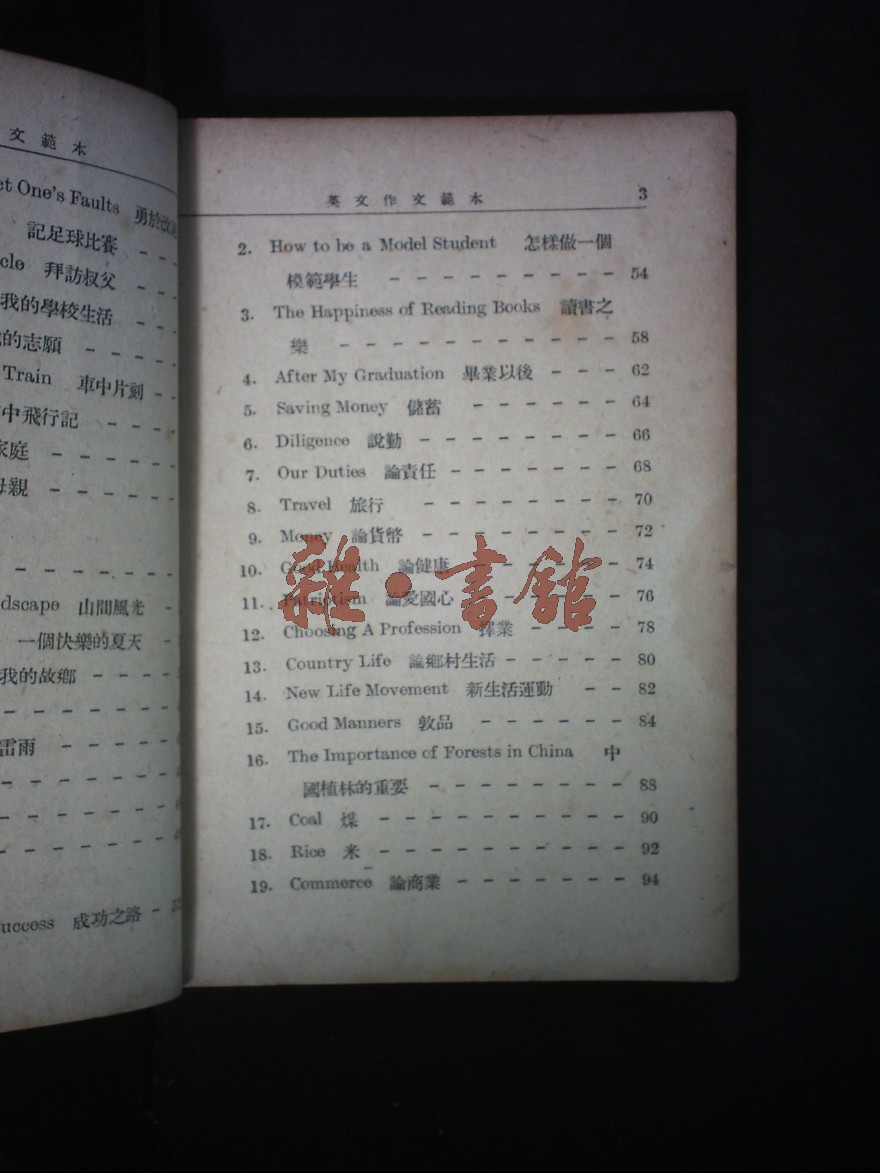 文範本
One's Faults 勇於改
記足球比賽
拜訪叔父
我的學校生活
的志願
Train 車中片刻
中飛行記
家庭
母親
山間風光
一個快樂的夏天
我的故鄉
雷雨
成功之路
英文作文範本 3
2. How to be a Model Student 怎樣做一個
模範學生 – – – – – – – – – 54
3. The Happiness of Reading Books 讀書之
樂 – – – – – – – – – – – 58
4. After My Graduation 畢業以後 – – – – 62
5. Saving Money 儲蓄 – – – – – – 64
6. Diligence 說勤 – – – – – – – – 66
7. Our Duties 論責任 – – – – – – – 68
8. Travel 旅行 – – – – – – – – 70
9. Money 論貨幣 – – – – – – – – 72
10. Good Health 論健康 – – – – – – – 74
11. Patriotism 論愛國心 – – – – – – 76
12. Choosing A Profession 擇業 – – – – 78
13. Country Life 論鄉村生活 – – – – – 80
14. New Life Movement 新生活運動 – – 82
15. Good Manners 敦品 – – – – – – 84
16. The Importance of Forests in China 中
國植林的重要 – – – – – – – – 88
17. Coal 煤 – – – – – – – – – – 90
18. Rice 米 – – – – – – – – – – 92
19. Commerce 論商業 – – – – – – – 94
雜·書館